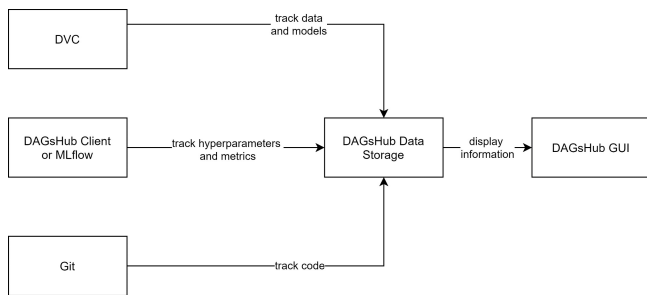 track data
and models
DVC
DAGsHub Client
or MLflow
track hyperparameters
and metrics
DAGsHub Data
Storage
display
information
DAGsHub GUI
Git
track code